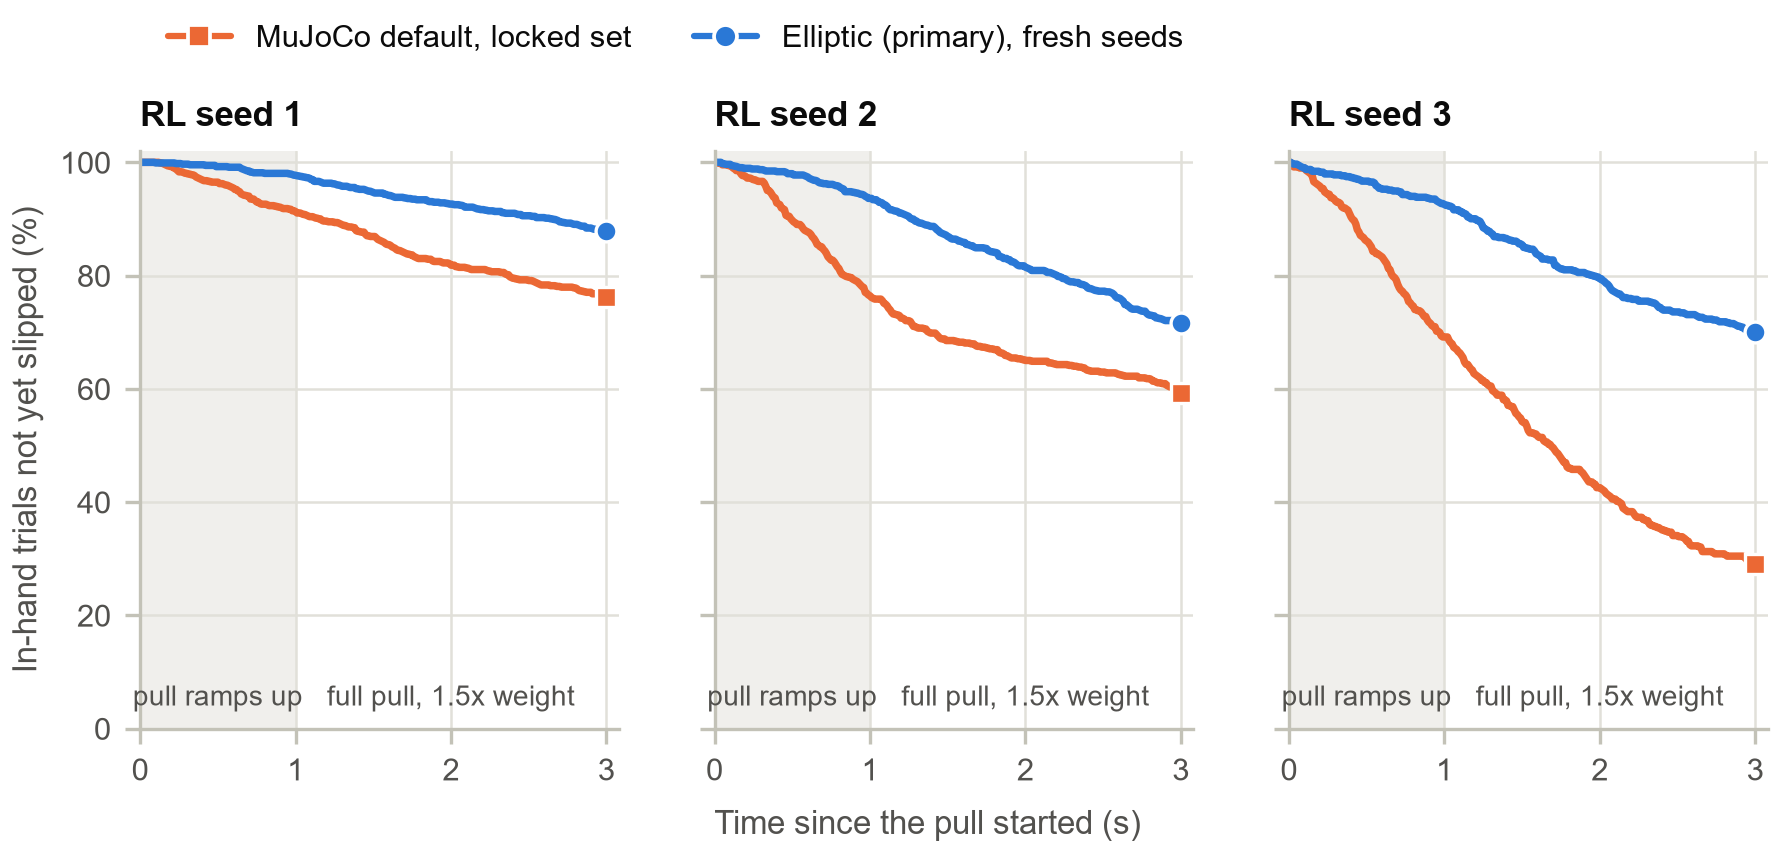 MuJoCo default, locked set
Elliptic (primary), fresh seeds
RL seed 1
RL seed 2
RL seed 3
In-hand trials not yet slipped (%)
100
80
60
40
20
0
pull ramps up
full pull, 1.5x weight
pull ramps up
full pull, 1.5x weight
pull ramps up
full pull, 1.5x weight
0 1 2 3
0 1 2 3
0 1 2 3
Time since the pull started (s)